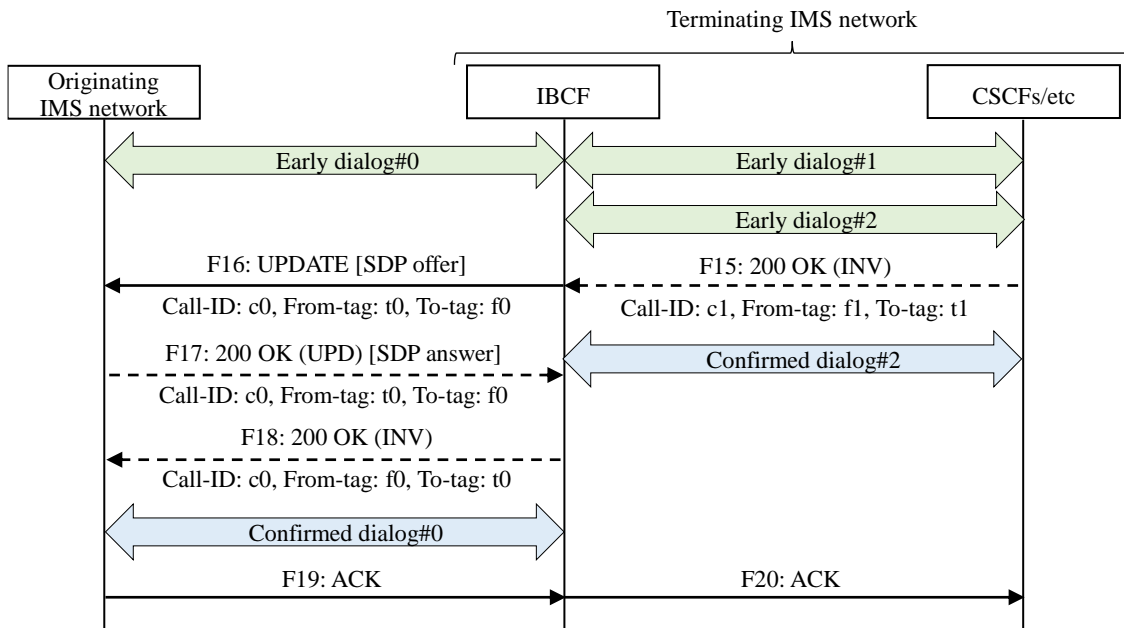 Terminating IMS network
Originating
IMS network
IBCF
CSCFs/etc
Early dialog#0
Early dialog#1
Early dialog#2
F16: UPDATE [SDP offer]
F15: 200 OK (INV)
Call-ID: c0, From-tag: t0, To-tag: f0
Call-ID: c1, From-tag: f1, To-tag: t1
F17: 200 OK (UPD) [SDP answer]
Confirmed dialog#2
Call-ID: c0, From-tag: t0, To-tag: f0
F18: 200 OK (INV)
Call-ID: c0, From-tag: f0, To-tag: t0
Confirmed dialog#0
F19: ACK
F20: ACK